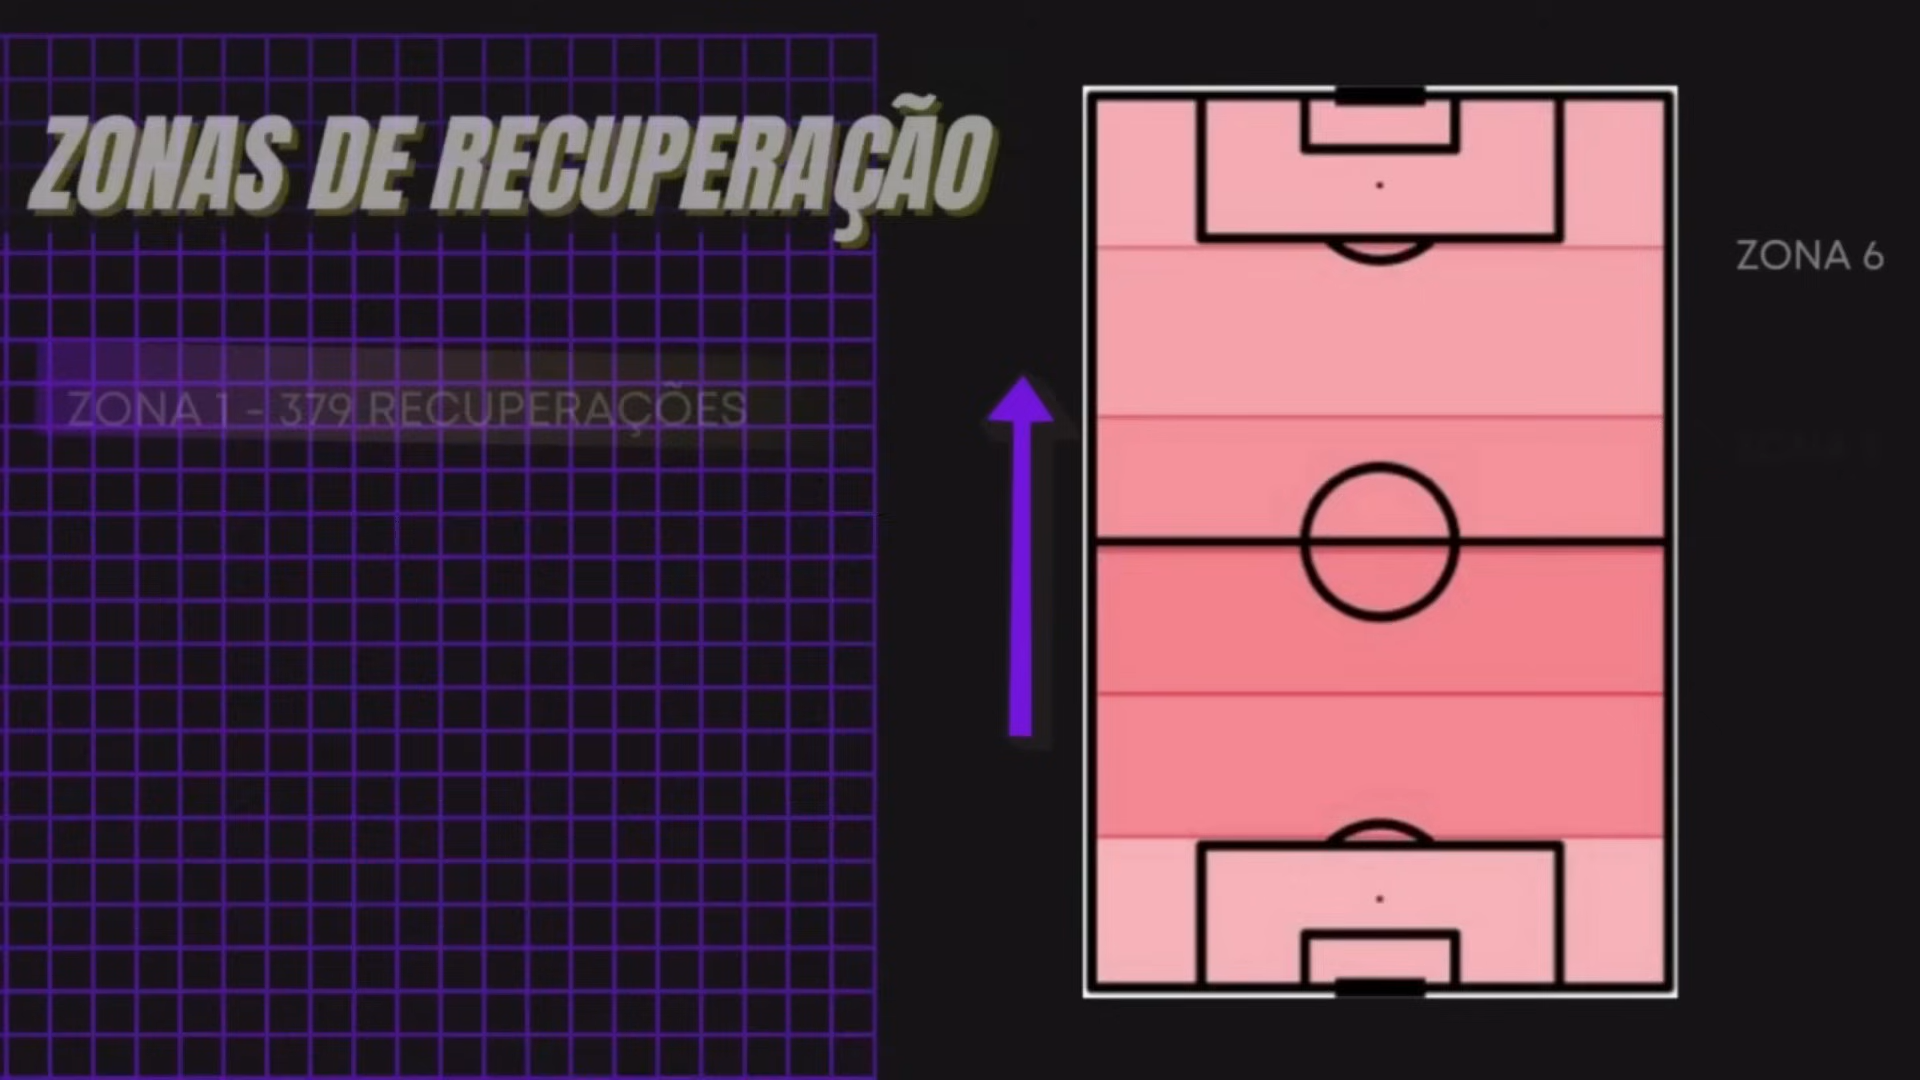 ZONAS DE RECUPERAÇÃO
ZONA 1 - 379 RECUPERAÇÕES
ZONA 6